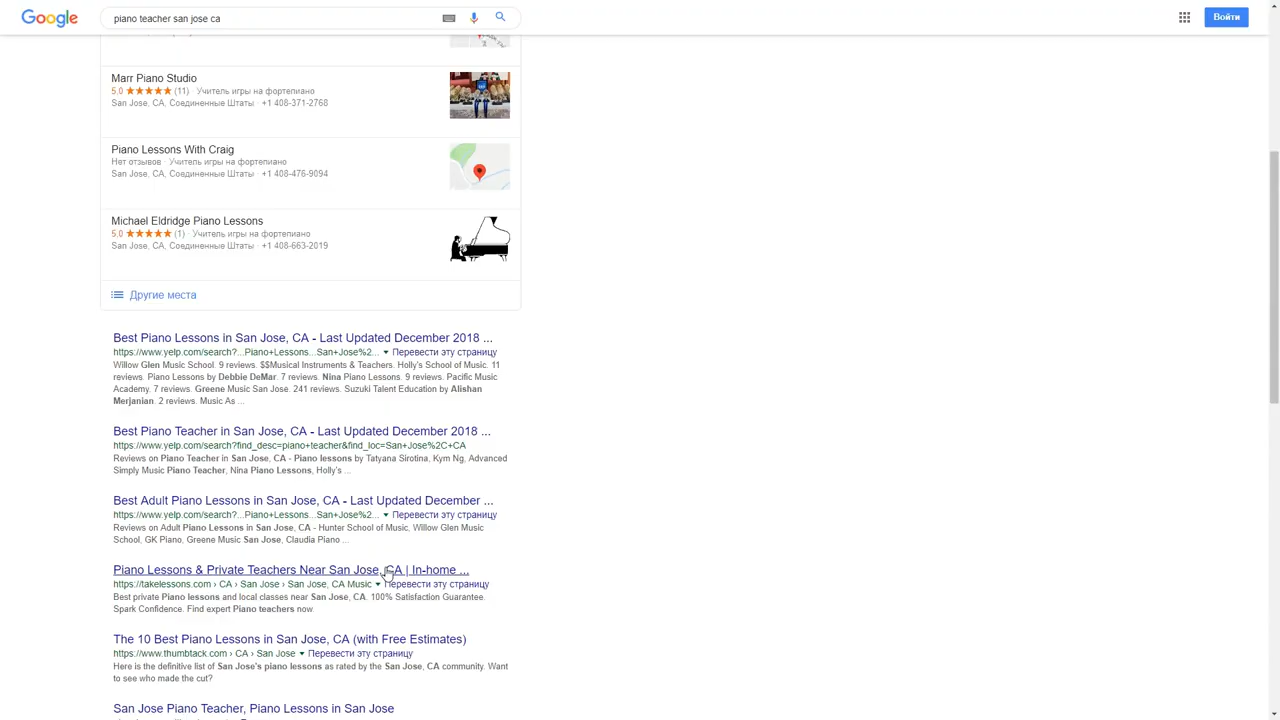 Google
piano teacher san jose ca
Войти
Marr Piano Studio
5.0 ★★★★★ (11) · Учитель игры на фортепиано
San Jose, CA, Соединенные Штаты · +1 408-371-2768
Piano Lessons With Craig
Нет отзывов · Учитель игры на фортепиано
San Jose, CA, Соединенные Штаты · +1 408-476-9094
Michael Eldridge Piano Lessons
5.0 ★★★★★ (1) · Учитель игры на фортепиано
San Jose, CA, Соединенные Штаты · +1 408-663-2019
Другие места
Best Piano Lessons in San Jose, CA - Last Updated December 2018 ...
https://www.yelp.com/search?...Piano+Lessons...San+Jose%2... ▼ Перевести эту страницу
Willow Glen Music School. 9 reviews. $$Musical Instruments & Teachers. Holly's School of Music. 11
reviews. Piano Lessons by Debbie DeMar. 7 reviews. Nina Piano Lessons. 9 reviews. Pacific Music
Academy. 7 reviews. Greene Music San Jose. 241 reviews. Suzuki Talent Education by Alishan
Merjanian. 2 reviews. Music As ...
Best Piano Teacher in San Jose, CA - Last Updated December 2018 ...
https://www.yelp.com/search?find_desc=piano+teacher&find_loc=San+Jose%2C+CA
Reviews on Piano Teacher in San Jose, CA - Piano lessons by Tatyana Sirotina, Kym Ng, Advanced
Simply Music Piano Teacher, Nina Piano Lessons, Holly's ...
Best Adult Piano Lessons in San Jose, CA - Last Updated December ...
https://www.yelp.com/search?...Piano+Lessons...San+Jose%2... ▼ Перевести эту страницу
Reviews on Adult Piano Lessons in San Jose, CA - Hunter School of Music, Willow Glen Music
School, GK Piano, Greene Music San Jose, Claudia Piano ...
Piano Lessons & Private Teachers Near San Jose, CA | In-home ...
https://takelessons.com › CA › San Jose › San Jose, CA Music ▼ Перевести эту страницу
Best private Piano lessons and local classes near San Jose, CA. 100% Satisfaction Guarantee.
Spark Confidence. Find expert Piano teachers now.
The 10 Best Piano Lessons in San Jose, CA (with Free Estimates)
https://www.thumbtack.com › CA › San Jose ▼ Перевести эту страницу
Here is the definitive list of San Jose's piano lessons as rated by the San Jose, CA community. Want
to see who made the cut?
San Jose Piano Teacher, Piano Lessons in San Jose